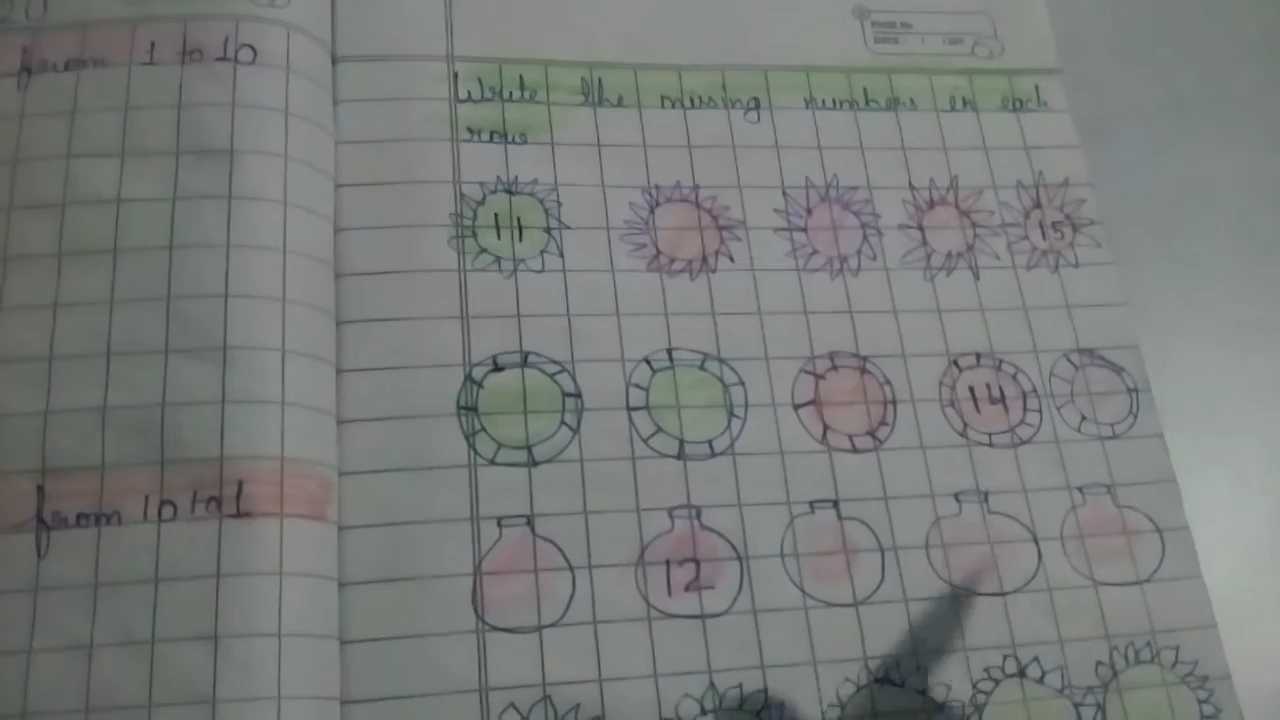 from 1 to 10
Write the missing numbers in each
row
11 15
14
from 10 to 1
12